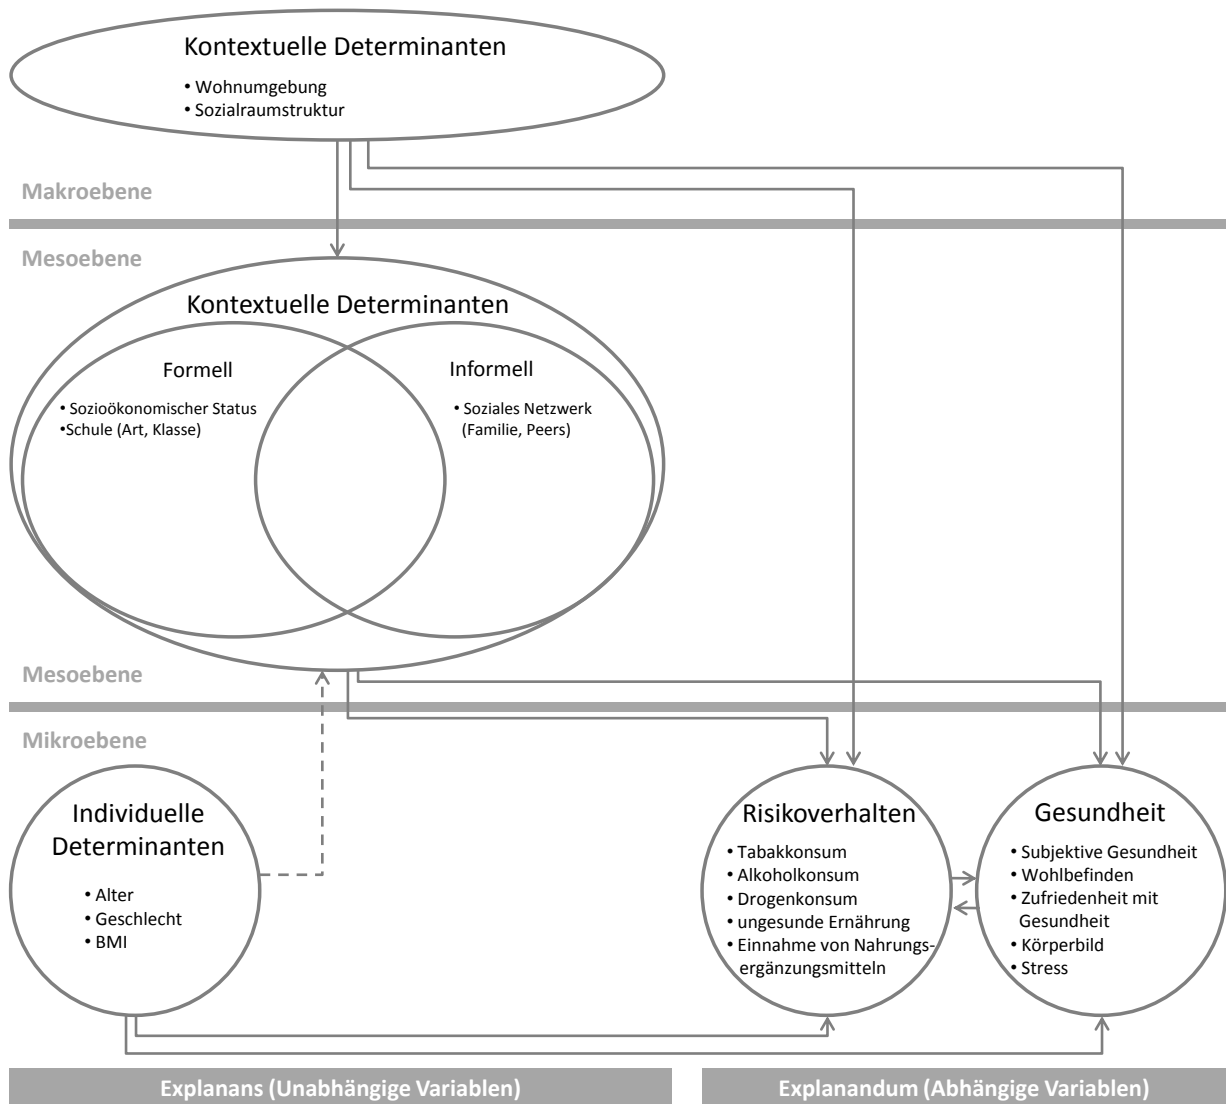 Kontextuelle Determinanten
• Wohnumgebung
• Sozialraumstruktur
Makroebene
Mesoebene
Kontextuelle Determinanten
Formell
• Sozioökonomischer Status
•Schule (Art, Klasse)
Informell
• Soziales Netzwerk
(Familie, Peers)
Mesoebene
Mikroebene
Individuelle
Determinanten
• Alter
• Geschlecht
• BMI
Risikoverhalten
• Tabakkonsum
• Alkoholkonsum
• Drogenkonsum
• ungesunde Ernährung
• Einnahme von Nahrungs-
ergänzungsmitteln
Gesundheit
• Subjektive Gesundheit
• Wohlbefinden
• Zufriedenheit mit
Gesundheit
• Körperbild
• Stress
Explanans (Unabhängige Variablen)
Explanandum (Abhängige Variablen)